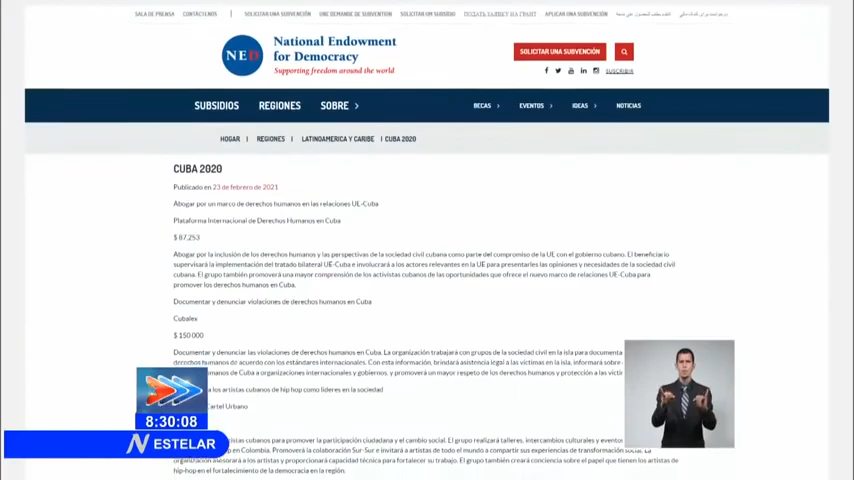 SALA DE PRENSA CONTÁCTENOS | SOLICITAR UNA SUBVENCIÓN UNE DEMANDE DE SUBVENTION SOLICITAR UM SUBSÍDIO ПОДАТЬ ЗАЯВКУ НА ГРАНТ APLICAR UNA SUBVENCIÓN
NED
National Endowment
for Democracy
Supporting freedom around the world
SOLICITAR UNA SUBVENCIÓN
SUSCRIBIR
SUBSIDIOS REGIONES SOBRE >
BECAS > EVENTOS > IDEAS > NOTICIAS
HOGAR | REGIONES | LATINOAMERICA Y CARIBE | CUBA 2020
CUBA 2020
Publicado en 23 de febrero de 2021
Abogar por un marco de derechos humanos en las relaciones UE-Cuba
Plataforma Internacional de Derechos Humanos en Cuba
$ 87,253
Abogar por la inclusión de los derechos humanos y las perspectivas de la sociedad civil cubana como parte del compromiso de la UE con el gobierno cubano. El beneficiario
supervisará la implementación del tratado bilateral UE-Cuba e involucrará a los actores relevantes en la UE para presentarles las opiniones y necesidades de la sociedad civil
cubana. El grupo también promoverá una mayor comprensión de los activistas cubanos de las oportunidades que ofrece el nuevo marco de relaciones UE-Cuba para
promover los derechos humanos en Cuba.
Documentar y denunciar violaciones de derechos humanos en Cuba
Cubalex
$ 150 000
Documentar y denunciar las violaciones de derechos humanos en Cuba. La organización trabajará con grupos de la sociedad civil en la isla para documenta
derechos humanos de acuerdo con los estándares internacionales. Con esta información, brindará asistencia legal a las víctimas en la isla, informará sobre
manos de Cuba a organizaciones internacionales y gobiernos, y promoverá un mayor respeto de los derechos humanos y protección a las vícti
a los artistas cubanos de hip hop como líderes en la sociedad
Cartel Urbano
cubanos para promover la participación ciudadana y el cambio social. El grupo realizará talleres, intercambios culturales y evento
en Colombia. Promoverá la colaboración Sur-Sur e invitará a artistas de todo el mundo a compartir sus experiencias de transformación social. La
organización asesorará a los artistas y proporcionará capacidad técnica para fortalecer su trabajo. El grupo también creará conciencia sobre el papel que tienen los artistas de
hip-hop en el fortalecimiento de la democracia en la región.
8:30:08
N ESTELAR